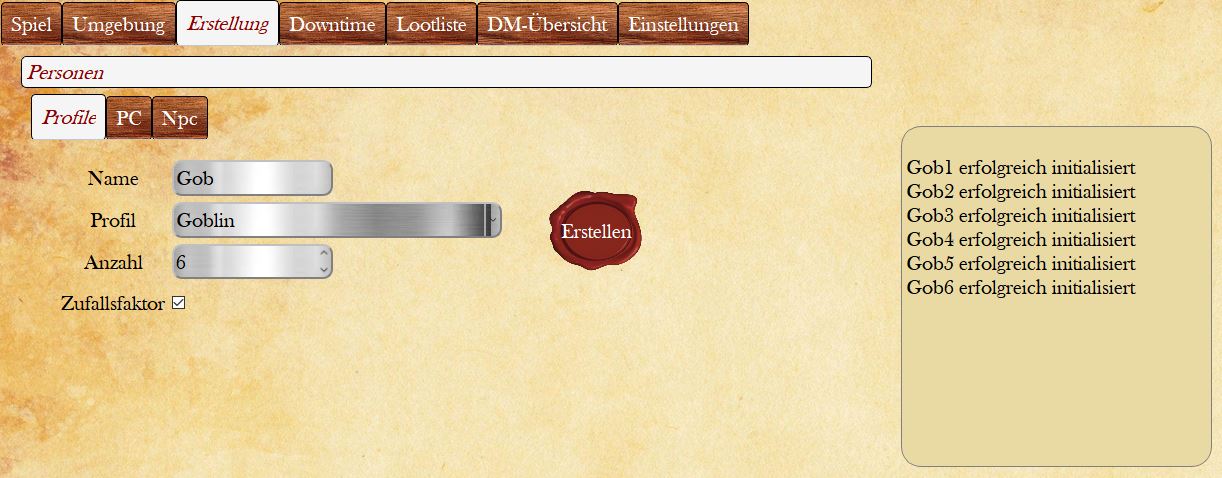 Spiel Umgebung Erstellung Downtime Lootliste DM-Übersicht Einstellungen
Personen
Profile PC Npc
Name Gob
Profil Goblin
Anzahl 6
Zufallsfaktor
Erstellen
Gob1 erfolgreich initialisiert
Gob2 erfolgreich initialisiert
Gob3 erfolgreich initialisiert
Gob4 erfolgreich initialisiert
Gob5 erfolgreich initialisiert
Gob6 erfolgreich initialisiert